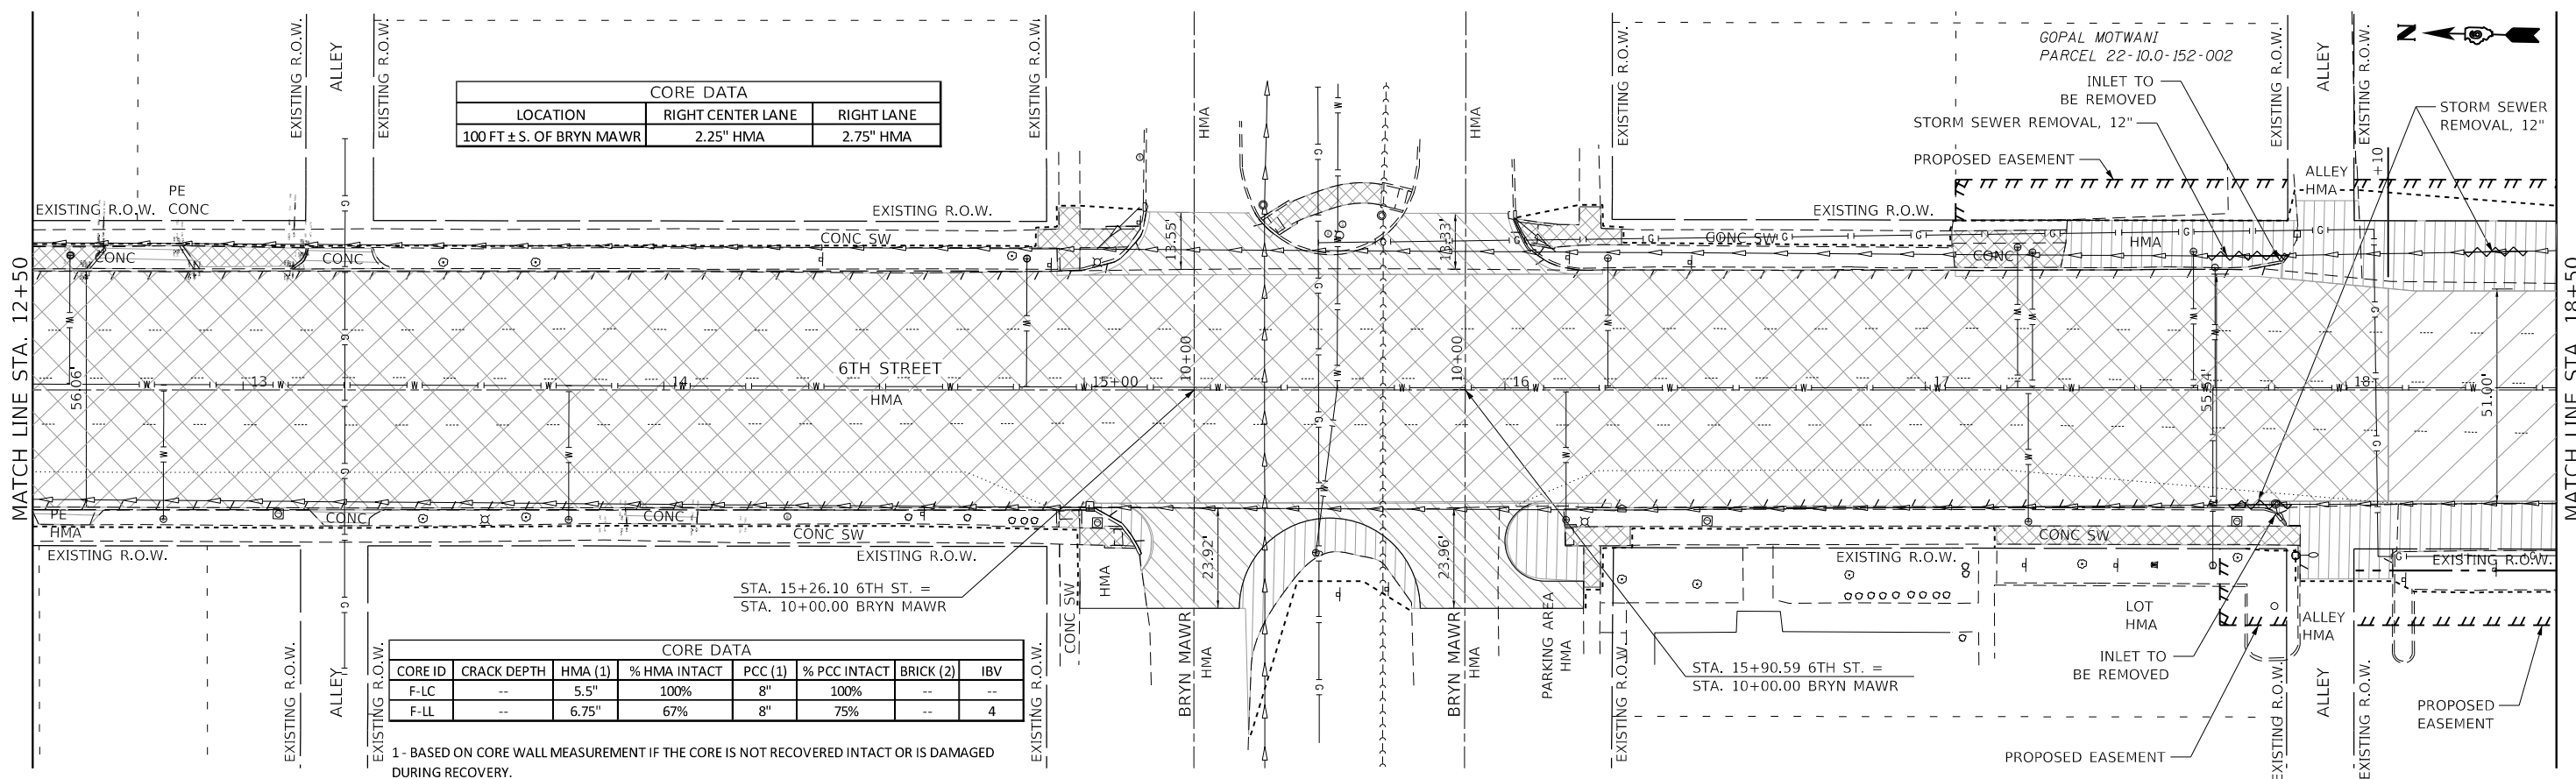 MATCH LINE STA. 12+50
EXISTING R.O.W.
ALLEY
EXISTING R.O.W.
CORE DATA
LOCATION RIGHT CENTER LANE RIGHT LANE
100 FT ± S. OF BRYN MAWR 2.25" HMA 2.75" HMA
EXISTING R.O.W.
HMA
HMA
EXISTING R.O.W.
GOPAL MOTWANI
PARCEL 22-10.0-152-002
INLET TO
BE REMOVED
STORM SEWER REMOVAL, 12"
PROPOSED EASEMENT
EXISTING R.O.W.
ALLEY
EXISTING R.O.W.
N
STORM SEWER
REMOVAL, 12"
+10
ALLEY
HMA
PE
CONC
EXISTING R.O.W.
EXISTING R.O.W.
EXISTING R.O.W.
CONC
CONC
CONC SW
13.55'
13.33'
CONC SW
CONC
HMA
56.06'
13
14
6TH STREET
HMA
15+00
10+00
10+00
16
17
55.54'
18
51.00'
MATCH LINE STA. 18+50
PE
HMA
CONC
CONC
CONC SW
EXISTING R.O.W.
EXISTING R.O.W.
23.92'
23.96'
CONC SW
EXISTING R.O.W.
EXISTING R.O.W.
STA. 15+26.10 6TH ST. =
STA. 10+00.00 BRYN MAWR
CONC SW
HMA
BRYN MAWR
HMA
BRYN MAWR
HMA
PARKING AREA
HMA
EXISTING R.O.W.
STA. 15+90.59 6TH ST. =
STA. 10+00.00 BRYN MAWR
LOT
HMA
ALLEY
HMA
INLET TO
BE REMOVED
PROPOSED EASEMENT
EXISTING R.O.W.
ALLEY
EXISTING R.O.W.
PROPOSED
EASEMENT
EXISTING R.O.W.
ALLEY
EXISTING R.O.W.
CORE DATA
CORE ID CRACK DEPTH HMA (1) % HMA INTACT PCC (1) % PCC INTACT BRICK (2) IBV
F-LC -- 5.5" 100% 8" 100% -- --
F-LL -- 6.75" 67% 8" 75% -- 4
EXISTING R.O.W.
1 - BASED ON CORE WALL MEASUREMENT IF THE CORE IS NOT RECOVERED INTACT OR IS DAMAGED
DURING RECOVERY.